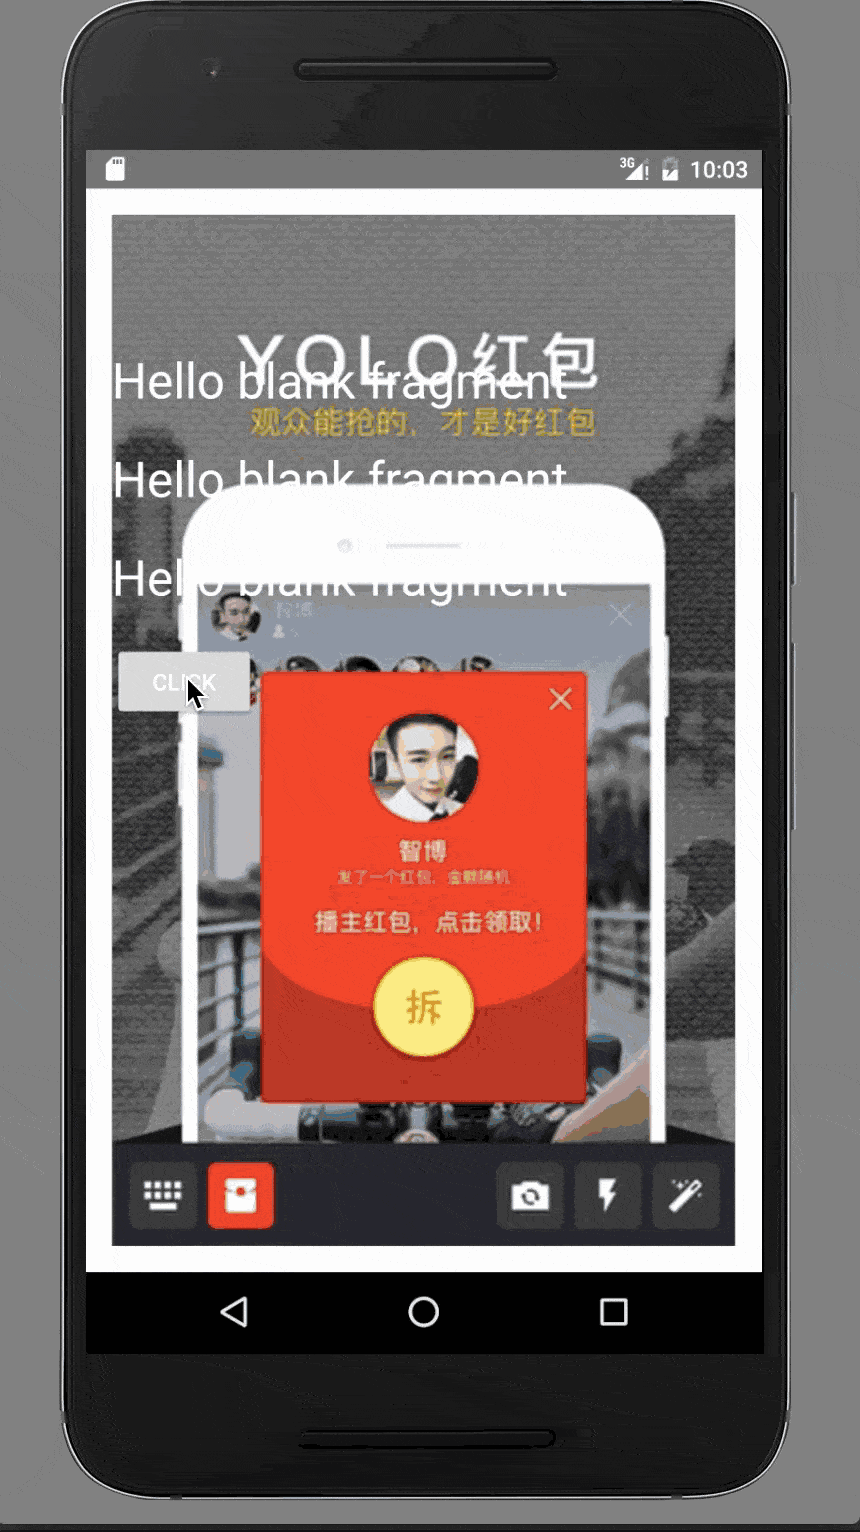 3G 10:03
YOLO红包
Hello blank fragment
观众能抢的，才是好红包
Hello blank fragment
Hello blank fragment
智博
CLICK
智博
发了一个红包，金额随机
播主红包，点击领取！
拆